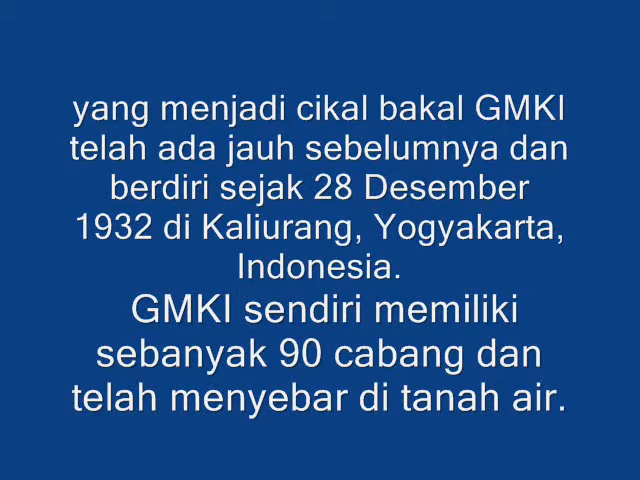 yang menjadi cikal bakal GMKI
telah ada jauh sebelumnya dan
berdiri sejak 28 Desember
1932 di Kaliurang, Yogyakarta,
Indonesia.
GMKI sendiri memiliki
sebanyak 90 cabang dan
telah menyebar di tanah air.